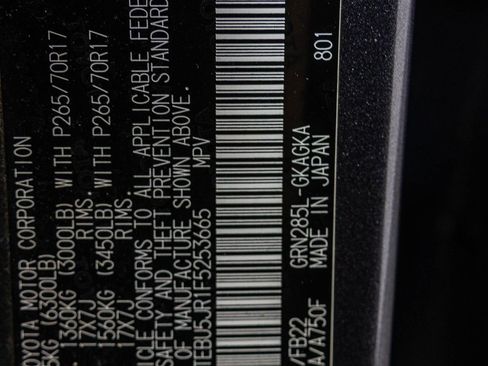 TOYOTA MOTOR CORPORATION
5KG (6300LB)
1360KG (3000LB) WITH P265/70R17
17X7J RIMS.
1560KG (3450LB) WITH P265/70R17
17X7J RIMS.
ICLE CONFORMS TO ALL APPLICABLE FEDE
SAFETY AND THEFT PREVENTION STANDARD
OF MANUFACTURE SHOWN ABOVE.
TEBU5JR1F5253665 MPV
/FB22 GRN285L-GKAGKA
A/A750F MADE IN JAPAN 801